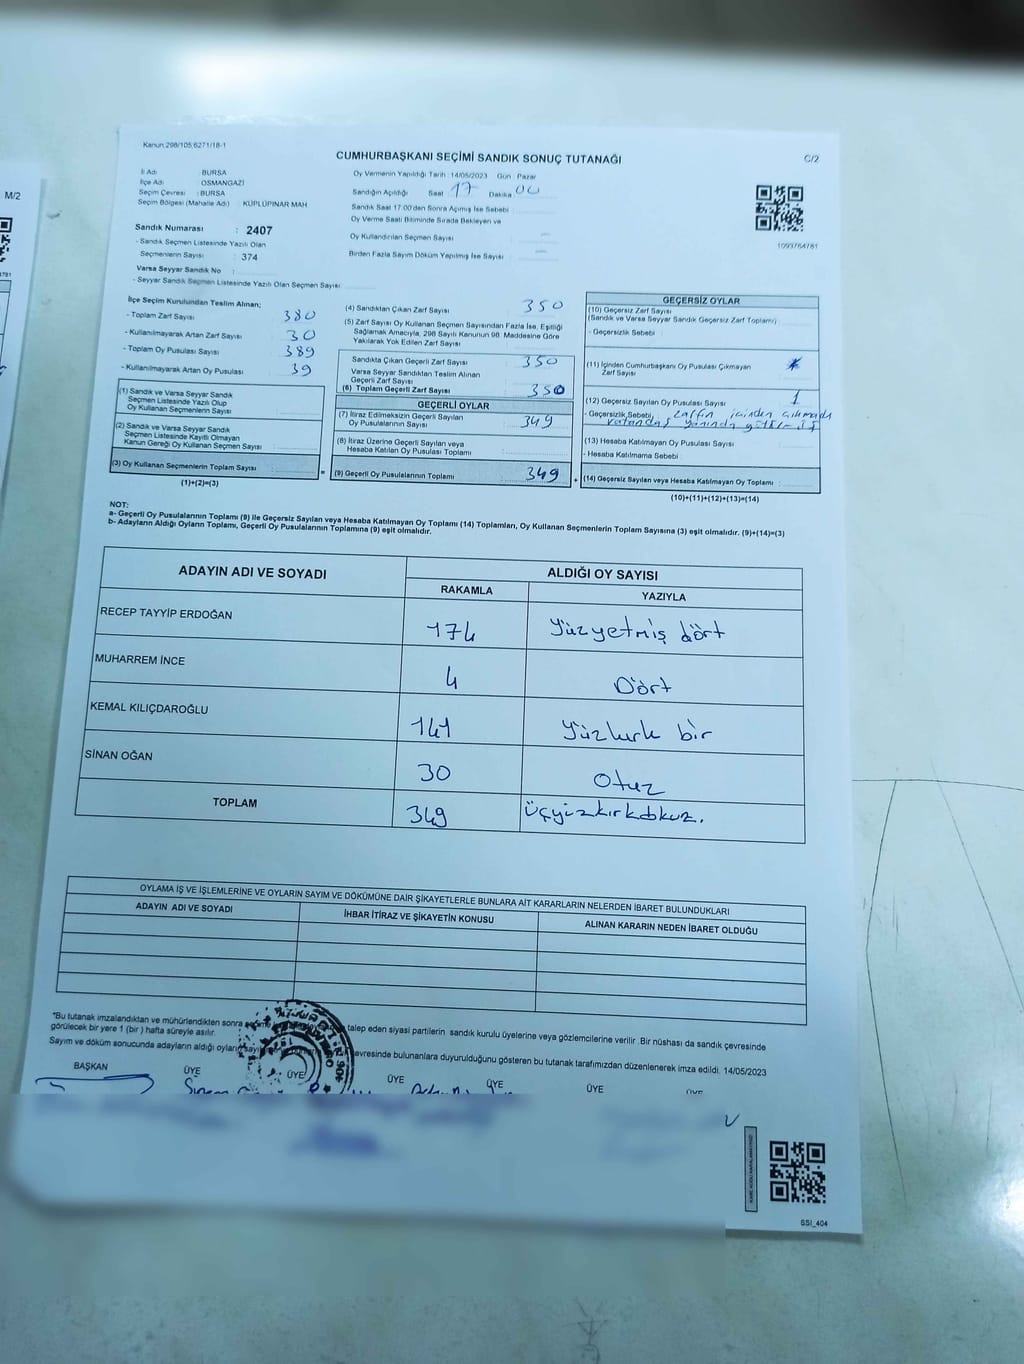 Kanun:298/105;6271/18-1
CUMHURBAŞKANI SEÇİMİ SANDIK SONUÇ TUTANAĞI
C/2
M/2
İl Adı : BURSA
İlçe Adı : OSMANGAZİ
Seçim Çevresi : BURSA
Seçim Bölgesi (Mahalle Adı) : KÜPLÜPINAR MAH
Oy Vermenin Yapıldığı Tarih : 14/05/2023 Gün : Pazar
Sandığın Açıldığı Saat 17 Dakika 00
Sandık Saat 17:00'den Sonra Açılmış İse Sebebi :
Oy Verme Saati Bitiminde Sırada Bekleyen ve
Oy Kullandırılan Seçmen Sayısı : -
Birden Fazla Sayım Döküm Yapılmış İse Sayısı : -
1093764781
Sandık Numarası : 2407
- Sandık Seçmen Listesinde Yazılı Olan
Seçmenlerin Sayısı : 374
Varsa Seyyar Sandık No :
- Seyyar Sandık Seçmen Listesinde Yazılı Olan Seçmen Sayısı :
İlçe Seçim Kurulundan Teslim Alınan;
- Toplam Zarf Sayısı : 380
- Kullanılmayarak Artan Zarf Sayısı : 30
- Toplam Oy Pusulası Sayısı : 389
- Kullanılmayarak Artan Oy Pusulası : 39
(1) Sandık ve Varsa Seyyar Sandık
Seçmen Listesinde Yazılı Olup
Oy Kullanan Seçmenlerin Sayısı :
(2) Sandık ve Varsa Seyyar Sandık
Seçmen Listesinde Kayıtlı Olmayan
Kanun Gereği Oy Kullanan Seçmen Sayısı :
(3) Oy Kullanan Seçmenlerin Toplam Sayısı :
(1)+(2)=(3)
(4) Sandıktan Çıkan Zarf Sayısı : 350
(5) Zarf Sayısı Oy Kullanan Seçmen Sayısından Fazla İse, Eşitliği
Sağlamak Amacıyla, 298 Sayılı Kanunun 98. Maddesine Göre
Yakılarak Yok Edilen Zarf Sayısı :
Sandıkta Çıkan Geçerli Zarf Sayısı : 350
Varsa Seyyar Sandıktan Teslim Alınan
Geçerli Zarf Sayısı :
(6) Toplam Geçerli Zarf Sayısı : 350
GEÇERLİ OYLAR
(7) İtiraz Edilmeksizin Geçerli Sayılan
Oy Pusulalarının Sayısı : 349
(8) İtiraz Üzerine Geçerli Sayılan veya
Hesaba Katılan Oy Pusulaları Toplamı :
= (9) Geçerli Oy Pusulalarının Toplamı : 349 +
GEÇERSİZ OYLAR
(10) Geçersiz Zarf Sayısı
(Sandık ve Varsa Seyyar Sandık Geçersiz Zarf Toplamı) :
- Geçersizlik Sebebi :
(11) İçinden Cumhurbaşkanı Oy Pusulası Çıkmayan
Zarf Sayısı :
(12) Geçersiz Sayılan Oy Pusulası Sayısı : 1
- Geçersizlik Sebebi : zarfın içinden çıkmadı
vatandaş yanında
(13) Hesaba Katılmayan Oy Pusulası Sayısı :
- Hesaba Katılmama Sebebi :
(14) Geçersiz Sayılan veya Hesaba Katılmayan Oy Toplamı :
(10)+(11)+(12)+(13)=(14)
NOT:
a- Geçerli Oy Pusulalarının Toplamı (9) ile Geçersiz Sayılan veya Hesaba Katılmayan Oy Toplamı (14) Toplamları, Oy Kullanan Seçmenlerin Toplam Sayısına (3) eşit olmalıdır. (9)+(14)=(3)
b- Adayların Aldığı Oyların Toplamı, Geçerli Oy Pusulalarının Toplamına (9) eşit olmalıdır.
ADAYIN ADI VE SOYADI
ALDIĞI OY SAYISI
RAKAMLA
YAZIYLA
RECEP TAYYİP ERDOĞAN 174 Yüzyetmiş dört
MUHARREM İNCE 4 Dört
KEMAL KILIÇDAROĞLU 141 Yüzkırk bir
SİNAN OĞAN 30 Otuz
TOPLAM 349 Üçyüzkırkdokuz.
OYLAMA İŞ VE İŞLEMLERİNE VE OYLARIN SAYIM VE DÖKÜMÜNE DAİR ŞİKAYETLERLE BUNLARA AİT KARARLARIN NELERDEN İBARET BULUNDUKLARI
ADAYIN ADI VE SOYADI
İHBAR İTİRAZ VE ŞİKAYETİN KONUSU
ALINAN KARARIN NEDEN İBARET OLDUĞU
"Bu tutanak imzalandıktan ve mühürlendikten sonra talep eden siyasi partilerin sandık kurulu üyelerine veya gözlemcilerine verilir .Bir nüshası da sandık çevresinde
görülecek bir yere 1 (bir ) hafta süreyle asılır.
Sayım ve döküm sonucunda adayların aldığı oyların çevresinde bulunanlara duyurulduğunu gösteren bu tutanak tarafımızdan düzenlenerek imza edildi. 14/05/2023
BAŞKAN ÜYE ÜYE ÜYE ÜYE ÜYE ÜYE
SSI_404